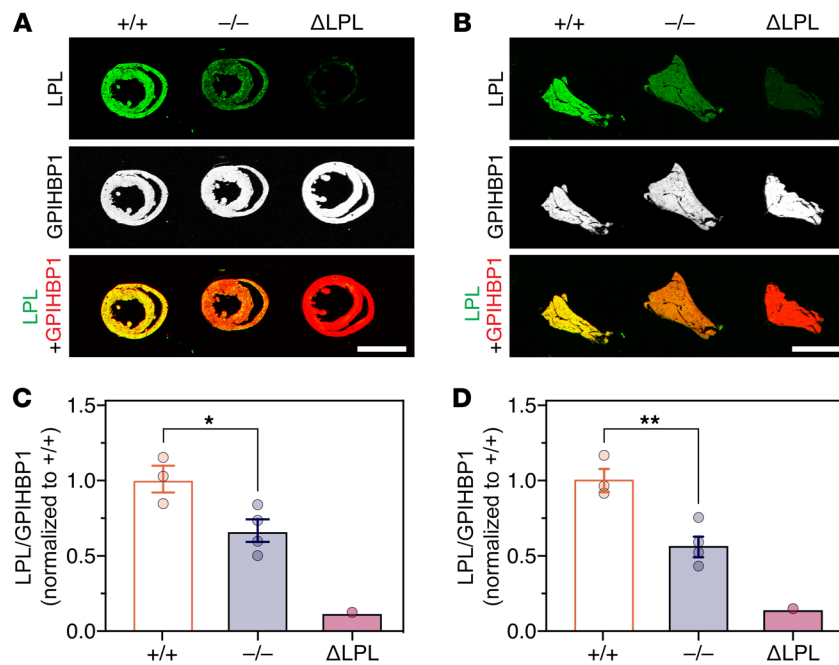 A
+/+ −/− ΔLPL
LPL
GPIHBP1
LPL
+GPIHBP1
B
+/+ −/− ΔLPL
LPL
GPIHBP1
LPL
+GPIHBP1
C
LPL/GPIHBP1
(normalized to +/+)
1.5
1.0
0.5
0.0
*
+/+ −/− ΔLPL
D
LPL/GPIHBP1
(normalized to +/+)
1.5
1.0
0.5
0.0
**
+/+ −/− ΔLPL